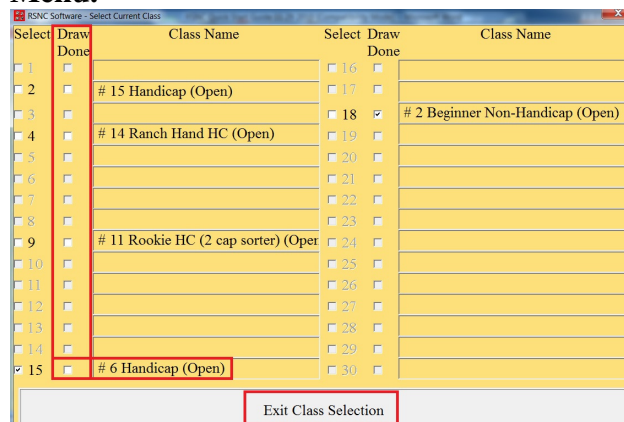 Menu.
RSNC Software - Select Current Class
Select Draw Done Class Name Select Draw Done Class Name
1 16
2 # 15 Handicap (Open) 17
3 18 # 2 Beginner Non-Handicap (Open)
4 # 14 Ranch Hand HC (Open) 19
5 20
6 21
7 22
8 23
9 # 11 Rookie HC (2 cap sorter) (Open 24
10 25
11 26
12 27
13 28
14 29
15 # 6 Handicap (Open) 30
Exit Class Selection